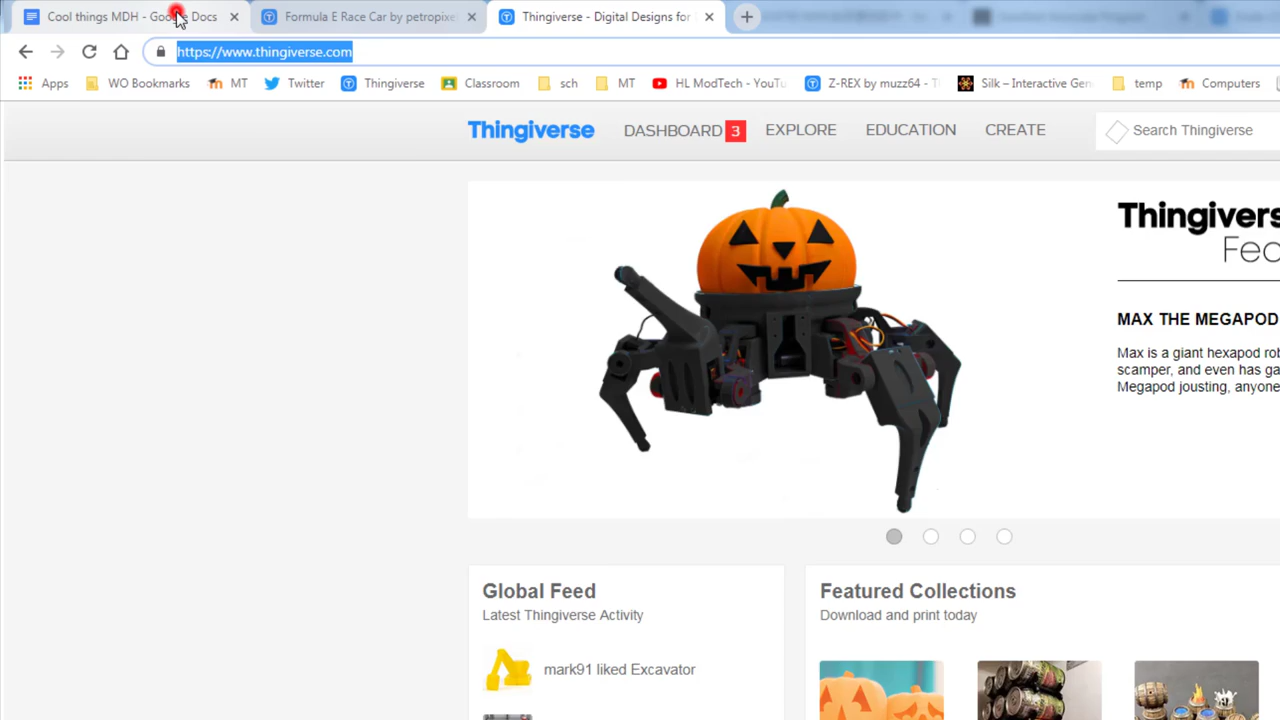 Cool things MDH - Google Docs
Formula E Race Car by petropixe
Thingiverse - Digital Designs for
https://www.thingiverse.com
Apps WO Bookmarks MT Twitter Thingiverse Classroom sch MT HL ModTech - YouTu Z-REX by muzz64 - T Silk – Interactive Gen temp Computers
Thingiverse DASHBOARD 3 EXPLORE EDUCATION CREATE Search Thingiverse
Thingivers
Fea
MAX THE MEGAPOD
Max is a giant hexapod rob
scamper, and even has ga
Megapod jousting, anyone
Global Feed
Latest Thingiverse Activity
mark91 liked Excavator
Featured Collections
Download and print today